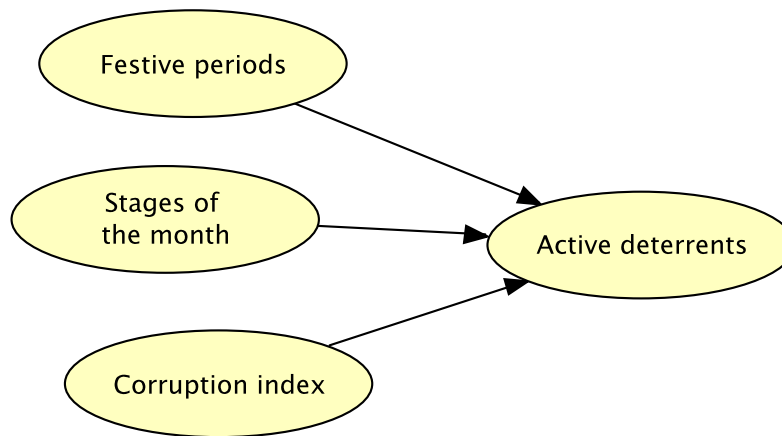 Festive periods
Stages of
the month
Active deterrents
Corruption index